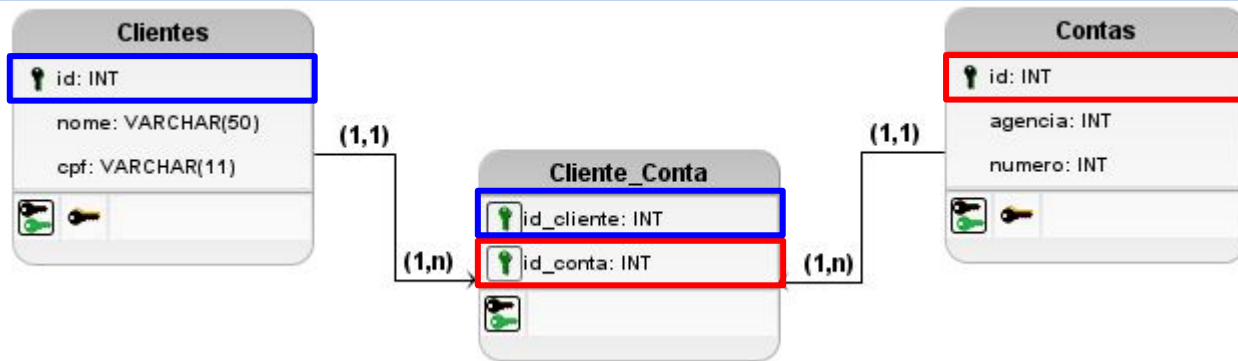 Clientes
id: INT
nome: VARCHAR(50)
cpf: VARCHAR(11)
(1,1)
(1,n)
Cliente_Conta
id_cliente: INT
id_conta: INT
(1,1)
(1,n)
Contas
id: INT
agencia: INT
numero: INT